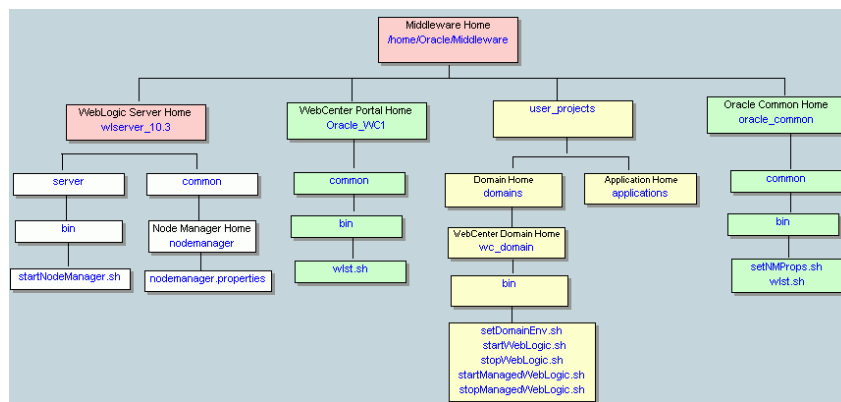 Middleware Home
/home/Oracle/Middleware
WebLogic Server Home
wlserver_10.3
WebCenter Portal Home
Oracle_WC1
user_projects
Oracle Common Home
oracle_common
server
common
common
Domain Home
domains
Application Home
applications
common
bin
Node Manager Home
nodemanager
bin
WebCenter Domain Home
wc_domain
bin
startNodeManager.sh
nodemanager.properties
wlst.sh
bin
setNMProps.sh
wlst.sh
setDomainEnv.sh
startWebLogic.sh
stopWebLogic.sh
startManagedWebLogic.sh
stopManagedWebLogic.sh